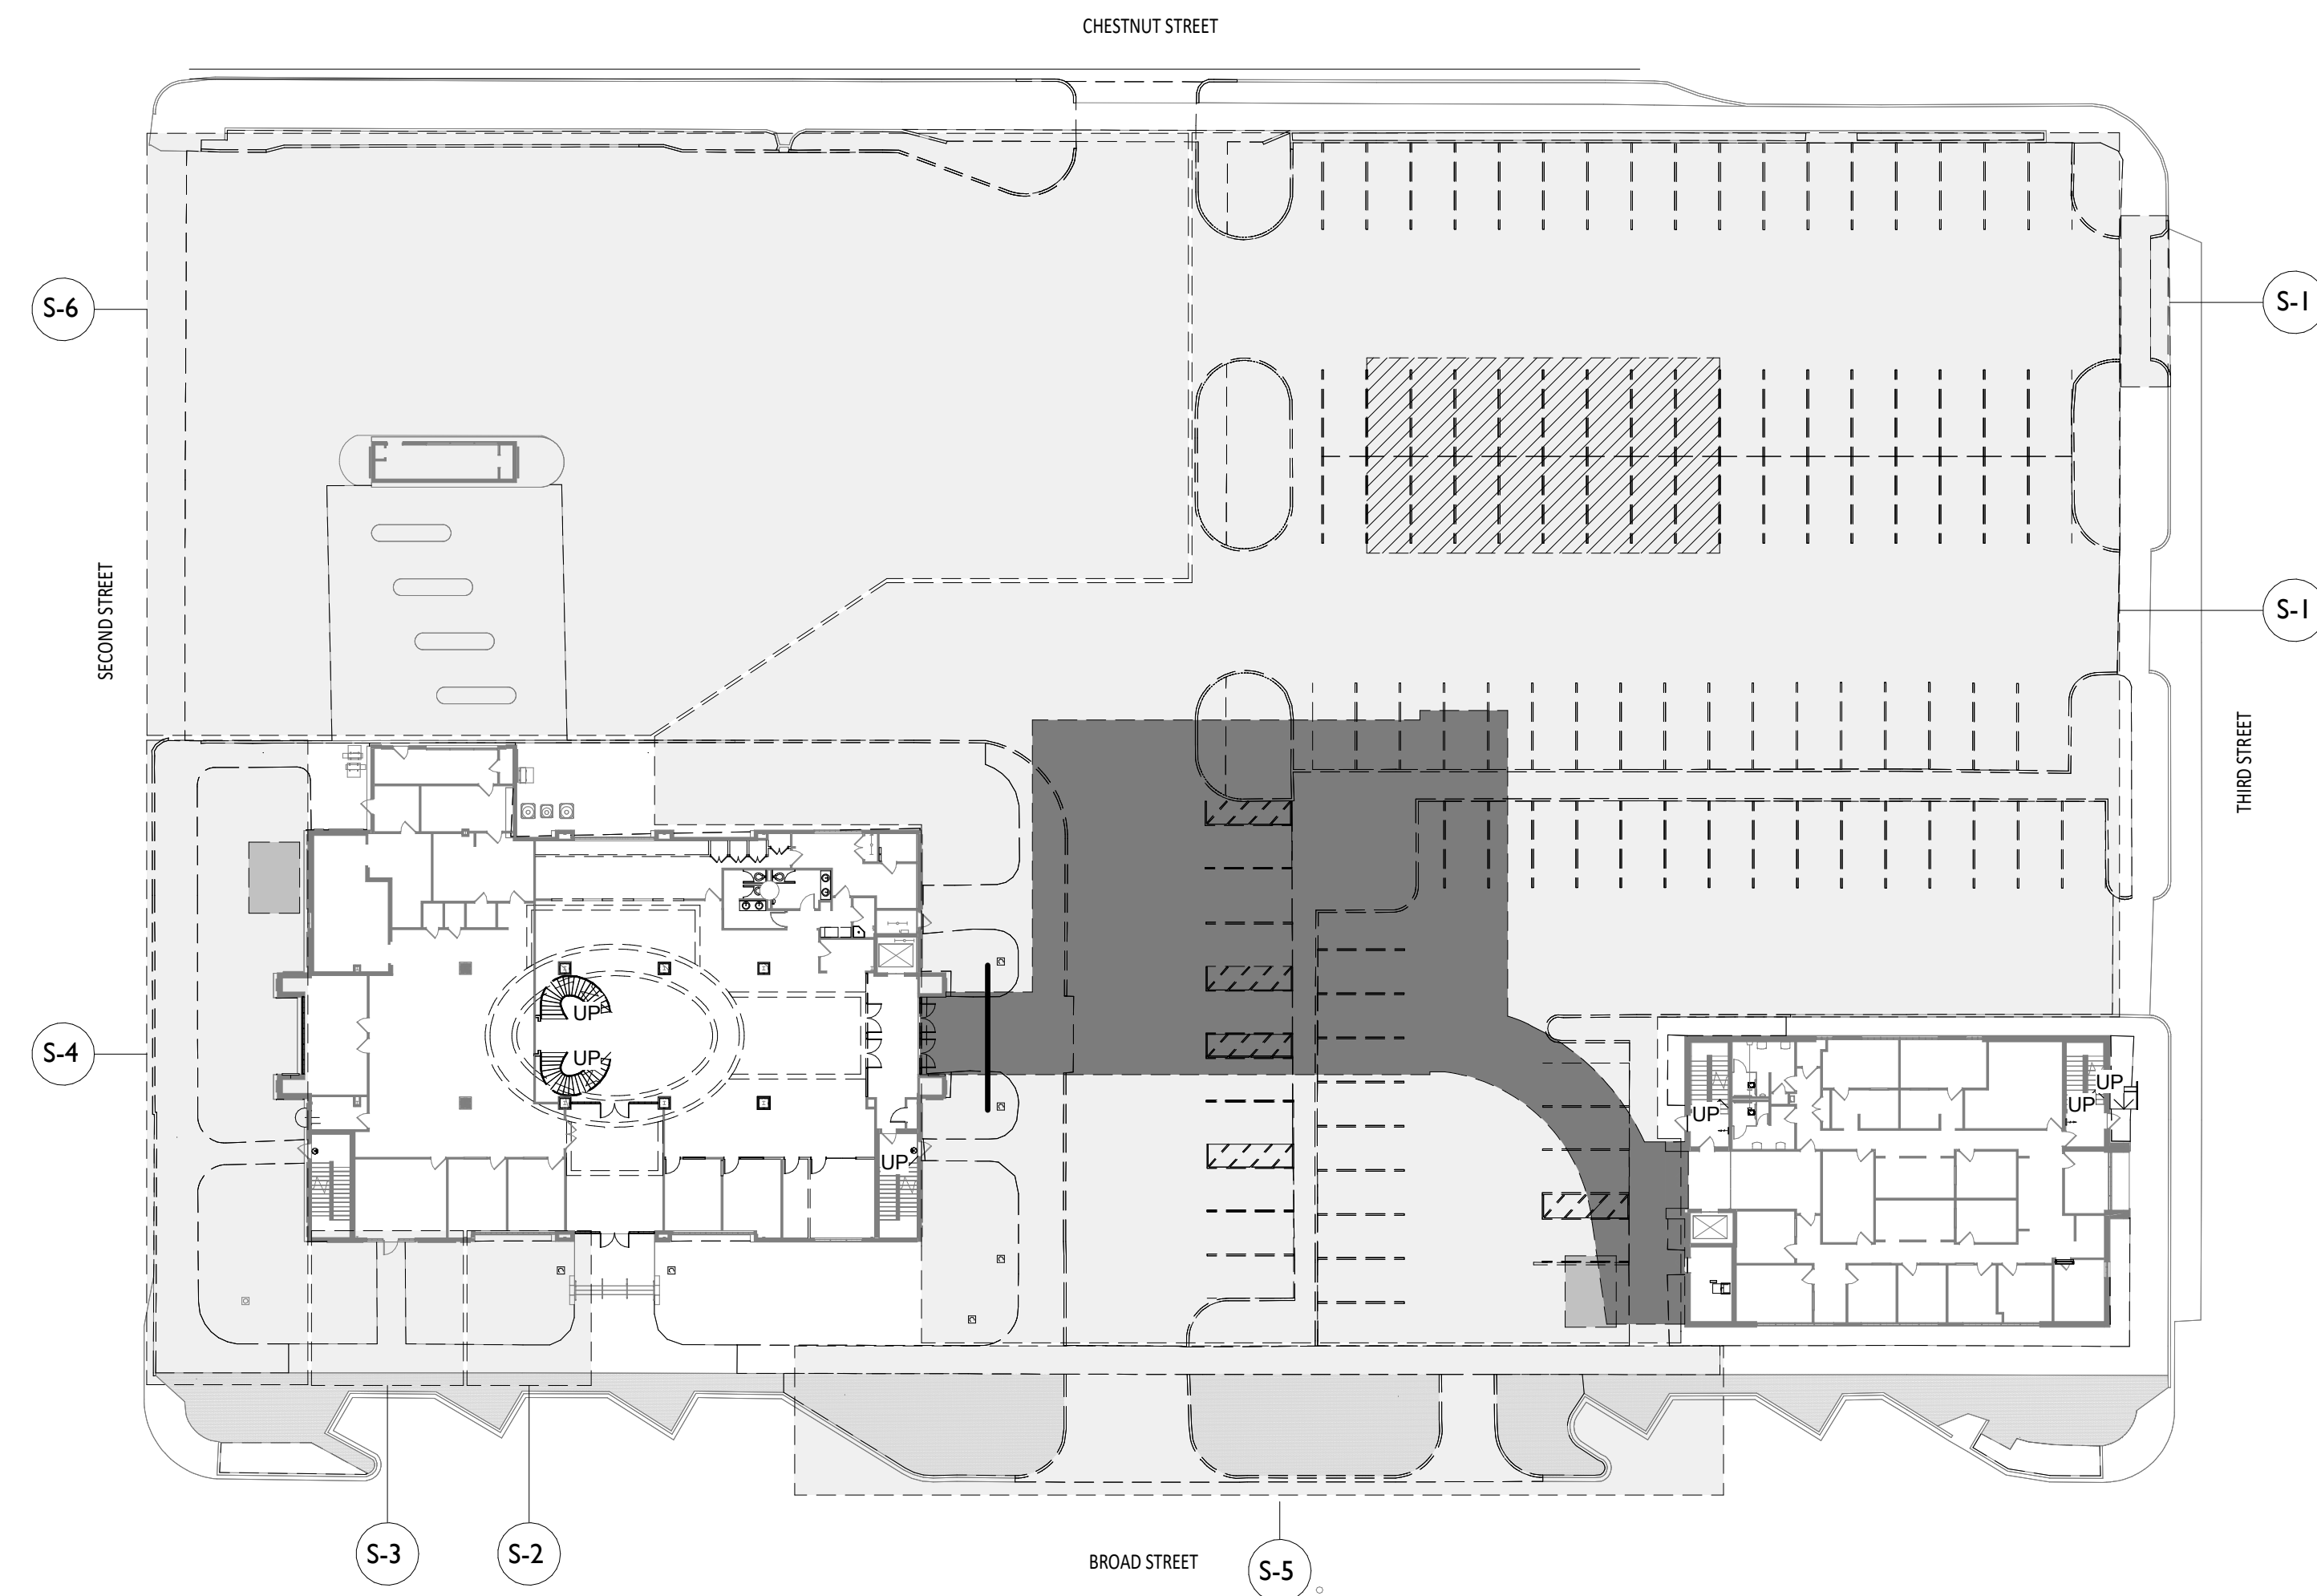 CHESTNUT STREET
S-6
S-1
SECOND STREET
S-1
THIRD STREET
UP
UP
S-4
UP
UP
UP
UP
S-3
S-2
BROAD STREET
S-5